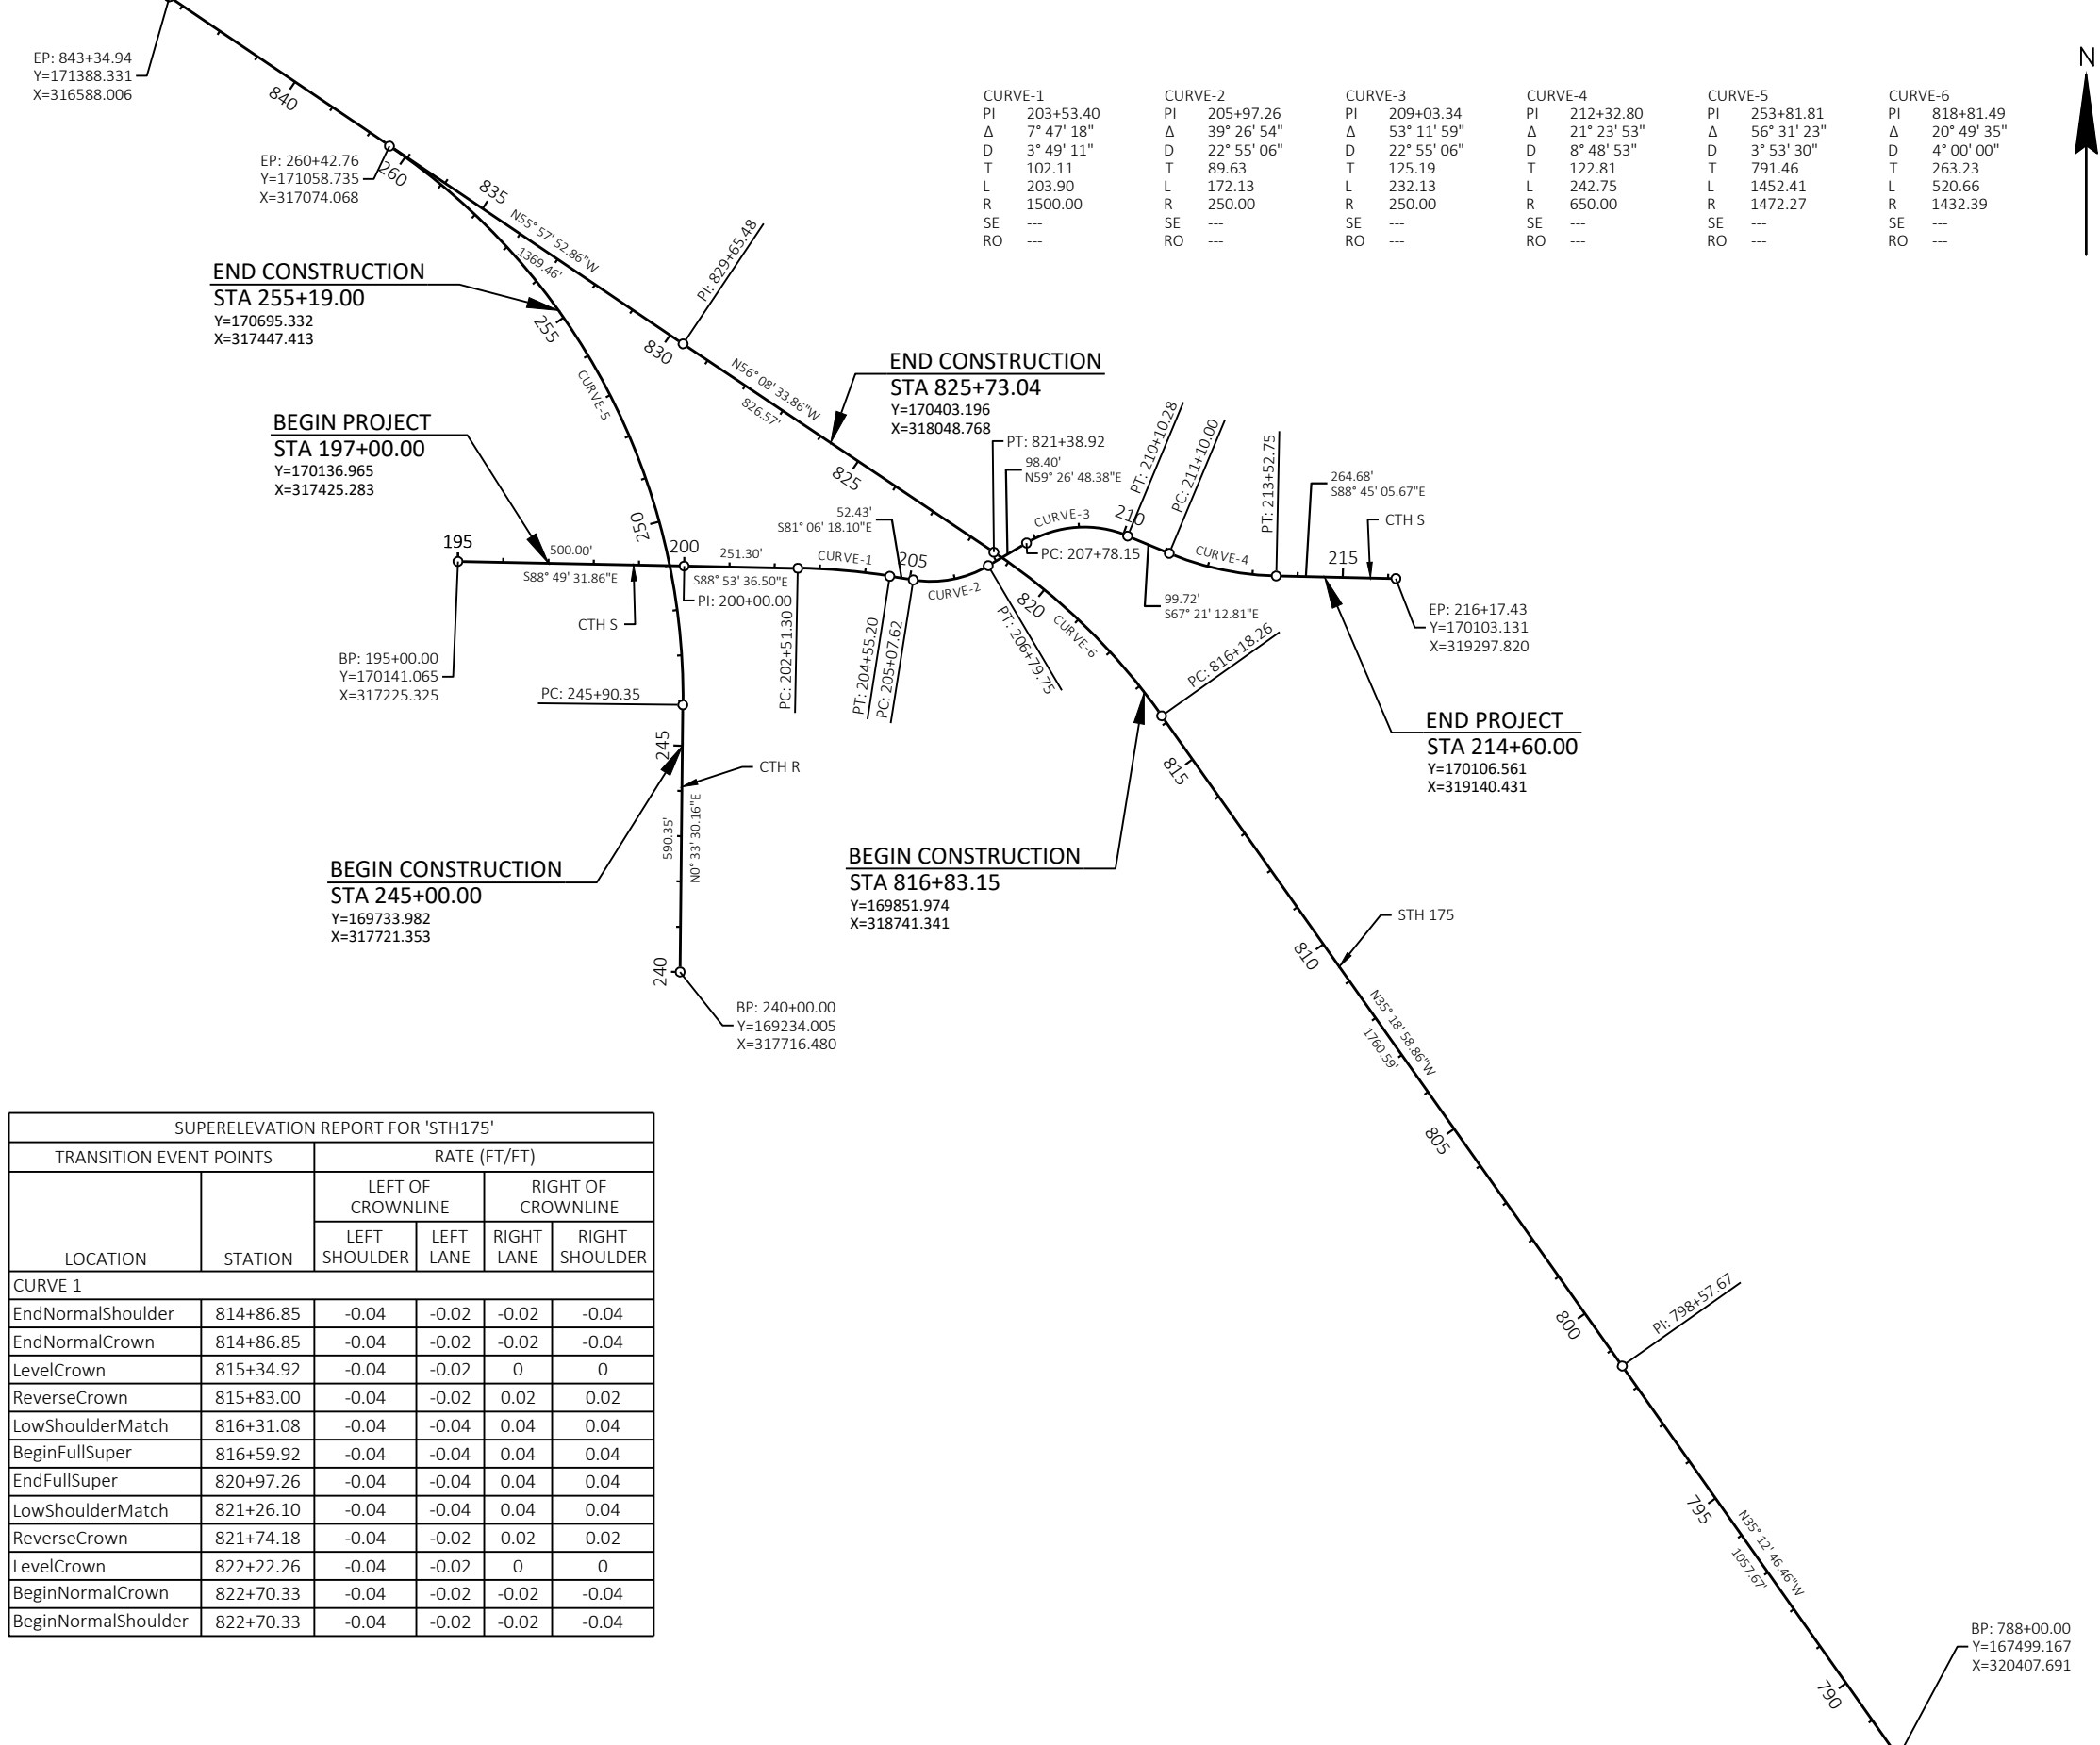 N
EP: 843+34.94
Y=171388.331
X=316588.006
840
EP: 260+42.76
Y=171058.735
X=317074.068
260
835
N55° 57' 52.86"W
1369.46'
PI: 829+65.48
CURVE-1
PI 203+53.40
Δ 7° 47' 18"
D 3° 49' 11"
T 102.11
L 203.90
R 1500.00
SE ---
RO ---
CURVE-2
PI 205+97.26
Δ 39° 26' 54"
D 22° 55' 06"
T 89.63
L 172.13
R 250.00
SE ---
RO ---
CURVE-3
PI 209+03.34
Δ 53° 11' 59"
D 22° 55' 06"
T 125.19
L 232.13
R 250.00
SE ---
RO ---
CURVE-4
PI 212+32.80
Δ 21° 23' 53"
D 8° 48' 53"
T 122.81
L 242.75
R 650.00
SE ---
RO ---
CURVE-5
PI 253+81.81
Δ 56° 31' 23"
D 3° 53' 30"
T 791.46
L 1452.41
R 1472.27
SE ---
RO ---
CURVE-6
PI 818+81.49
Δ 20° 49' 35"
D 4° 00' 00"
T 263.23
L 520.66
R 1432.39
SE ---
RO ---
END CONSTRUCTION
STA 255+19.00
Y=170695.332
X=317447.413
255
830
N56° 08' 33.86"W
826.57'
CURVE-5
END CONSTRUCTION
STA 825+73.04
Y=170403.196
X=318048.768
825
BEGIN PROJECT
STA 197+00.00
Y=170136.965
X=317425.283
250
PT: 821+38.92
98.40'
N59° 26' 48.38"E
PT: 210+10.28
PC: 211+10.00
PT: 213+52.75
264.68'
S88° 45' 05.67"E
CTH S
52.43'
S81° 06' 18.10"E
CURVE-3
210
PC: 207+78.15
CURVE-4
215
195
500.00'
S88° 49' 31.86"E
200
251.30'
S88° 53' 36.50"E
PI: 200+00.00
CURVE-1
205
CURVE-2
820
CURVE-6
99.72'
S67° 21' 12.81"E
CTH S
EP: 216+17.43
Y=170103.131
X=319297.820
BP: 195+00.00
Y=170141.065
X=317225.325
PC: 202+51.30
PT: 204+55.20
PC: 205+07.62
PT: 206+79.75
PC: 816+18.26
PC: 245+90.35
END PROJECT
STA 214+60.00
Y=170106.561
X=319140.431
245
CTH R
815
590.35'
N0° 33' 30.16"E
BEGIN CONSTRUCTION
STA 245+00.00
Y=169733.982
X=317721.353
BEGIN CONSTRUCTION
STA 816+83.15
Y=169851.974
X=318741.341
STH 175
810
240
BP: 240+00.00
Y=169234.005
X=317716.480
N35° 18' 58.86"W
1760.59'
805
800
PI: 798+57.67
795
N35° 12' 46.46"W
1057.67'
790
BP: 788+00.00
Y=167499.167
X=320407.691
SUPERELEVATION REPORT FOR 'STH175'
TRANSITION EVENT POINTS RATE (FT/FT)
LEFT OF CROWNLINE RIGHT OF CROWNLINE
LOCATION STATION LEFT SHOULDER LEFT LANE RIGHT LANE RIGHT SHOULDER
CURVE 1
EndNormalShoulder 814+86.85 -0.04 -0.02 -0.02 -0.04
EndNormalCrown 814+86.85 -0.04 -0.02 -0.02 -0.04
LevelCrown 815+34.92 -0.04 -0.02 0 0
ReverseCrown 815+83.00 -0.04 -0.02 0.02 0.02
LowShoulderMatch 816+31.08 -0.04 -0.04 0.04 0.04
BeginFullSuper 816+59.92 -0.04 -0.04 0.04 0.04
EndFullSuper 820+97.26 -0.04 -0.04 0.04 0.04
LowShoulderMatch 821+26.10 -0.04 -0.04 0.04 0.04
ReverseCrown 821+74.18 -0.04 -0.02 0.02 0.02
LevelCrown 822+22.26 -0.04 -0.02 0 0
BeginNormalCrown 822+70.33 -0.04 -0.02 -0.02 -0.04
BeginNormalShoulder 822+70.33 -0.04 -0.02 -0.02 -0.04